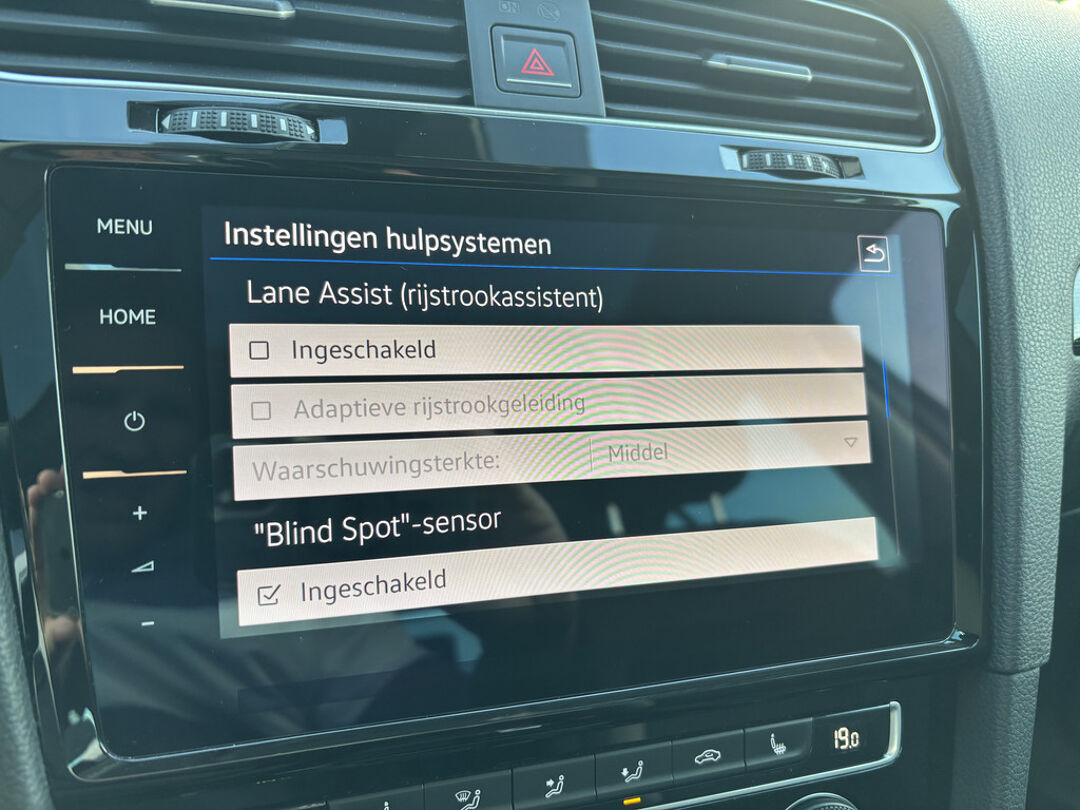 MENU
HOME
Instellingen hulpsystemen
Lane Assist (rijstrookassistent)
Ingeschakeld
Adaptieve rijstrookgeleiding
Waarschuwingsterkte: Middel
"Blind Spot"-sensor
Ingeschakeld
19.0